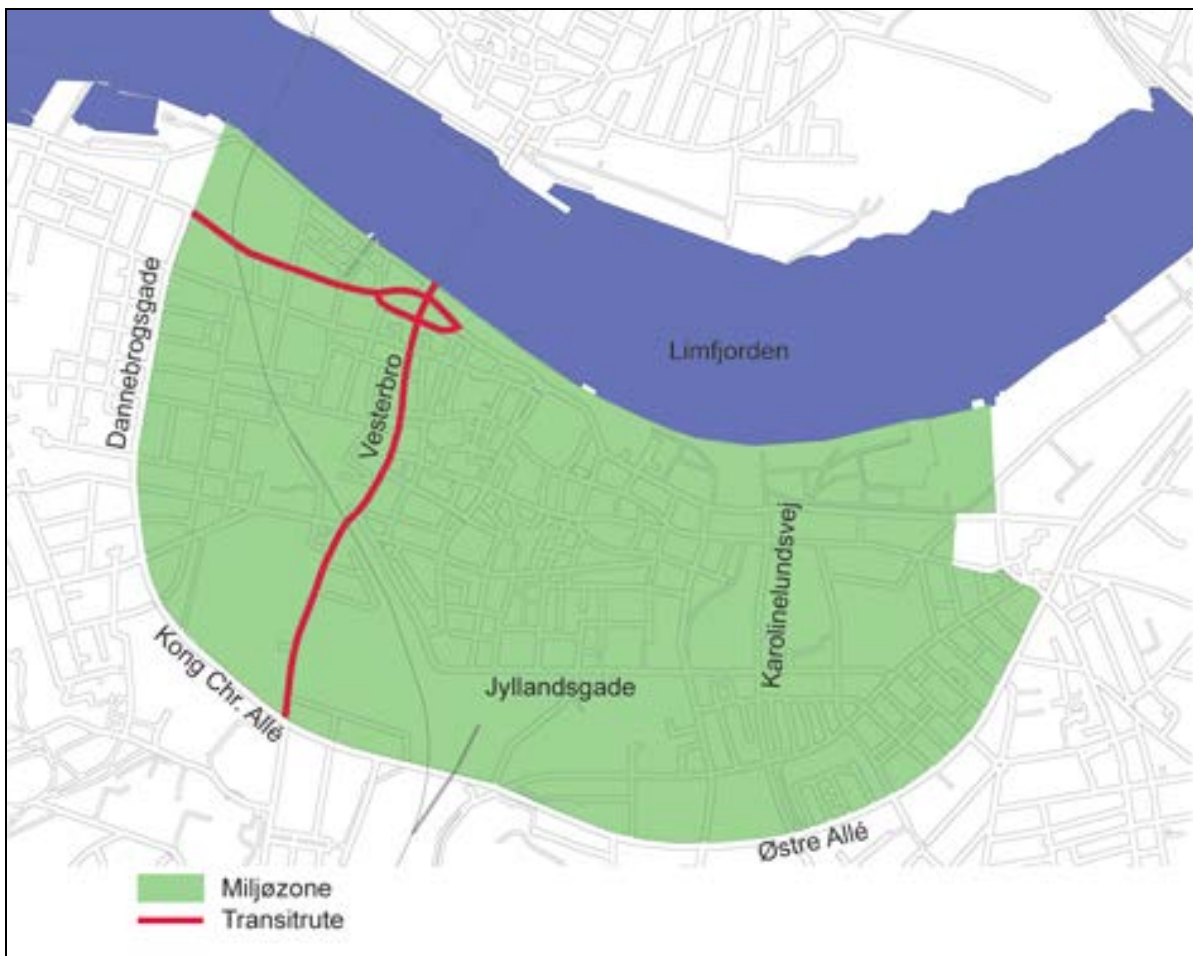 Limfjorden
Dannebrogsgade
Vesterbro
Karolinelundsvej
Kong Chr. Allé
Jyllandsgade
Østre Allé
Miljøzone
Transitrute